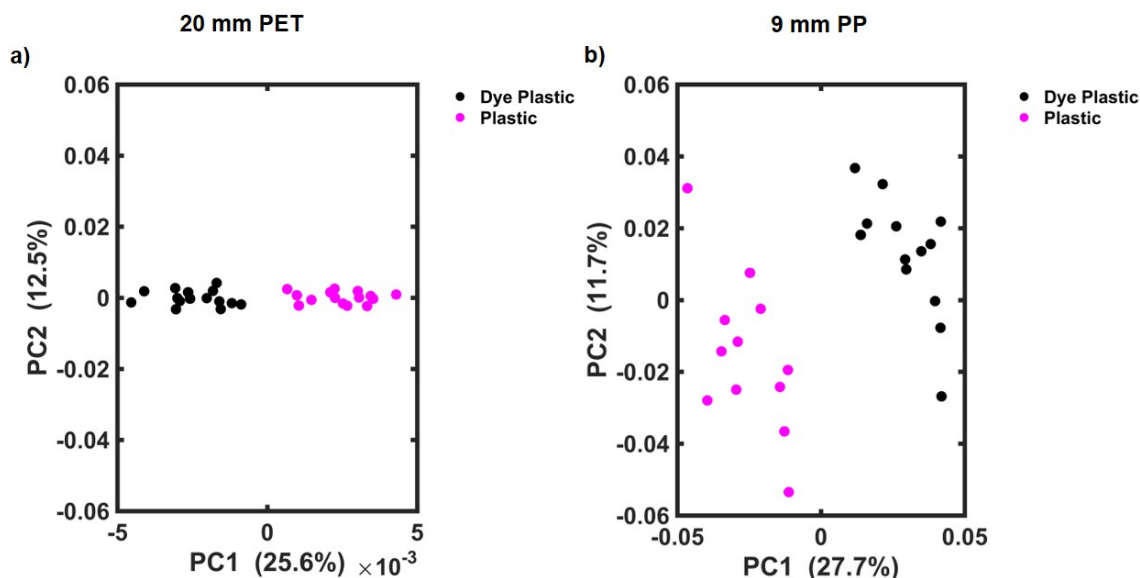 20 mm PET
9 mm PP
a)
0.06
0.04
0.02
0
-0.02
-0.04
-0.06
PC2 (12.5%)
-5
0
5
PC1 (25.6%) ×10-3
Dye Plastic
Plastic
b)
0.06
0.04
0.02
0
-0.02
-0.04
-0.06
PC2 (11.7%)
-0.05
0
0.05
PC1 (27.7%)
Dye Plastic
Plastic